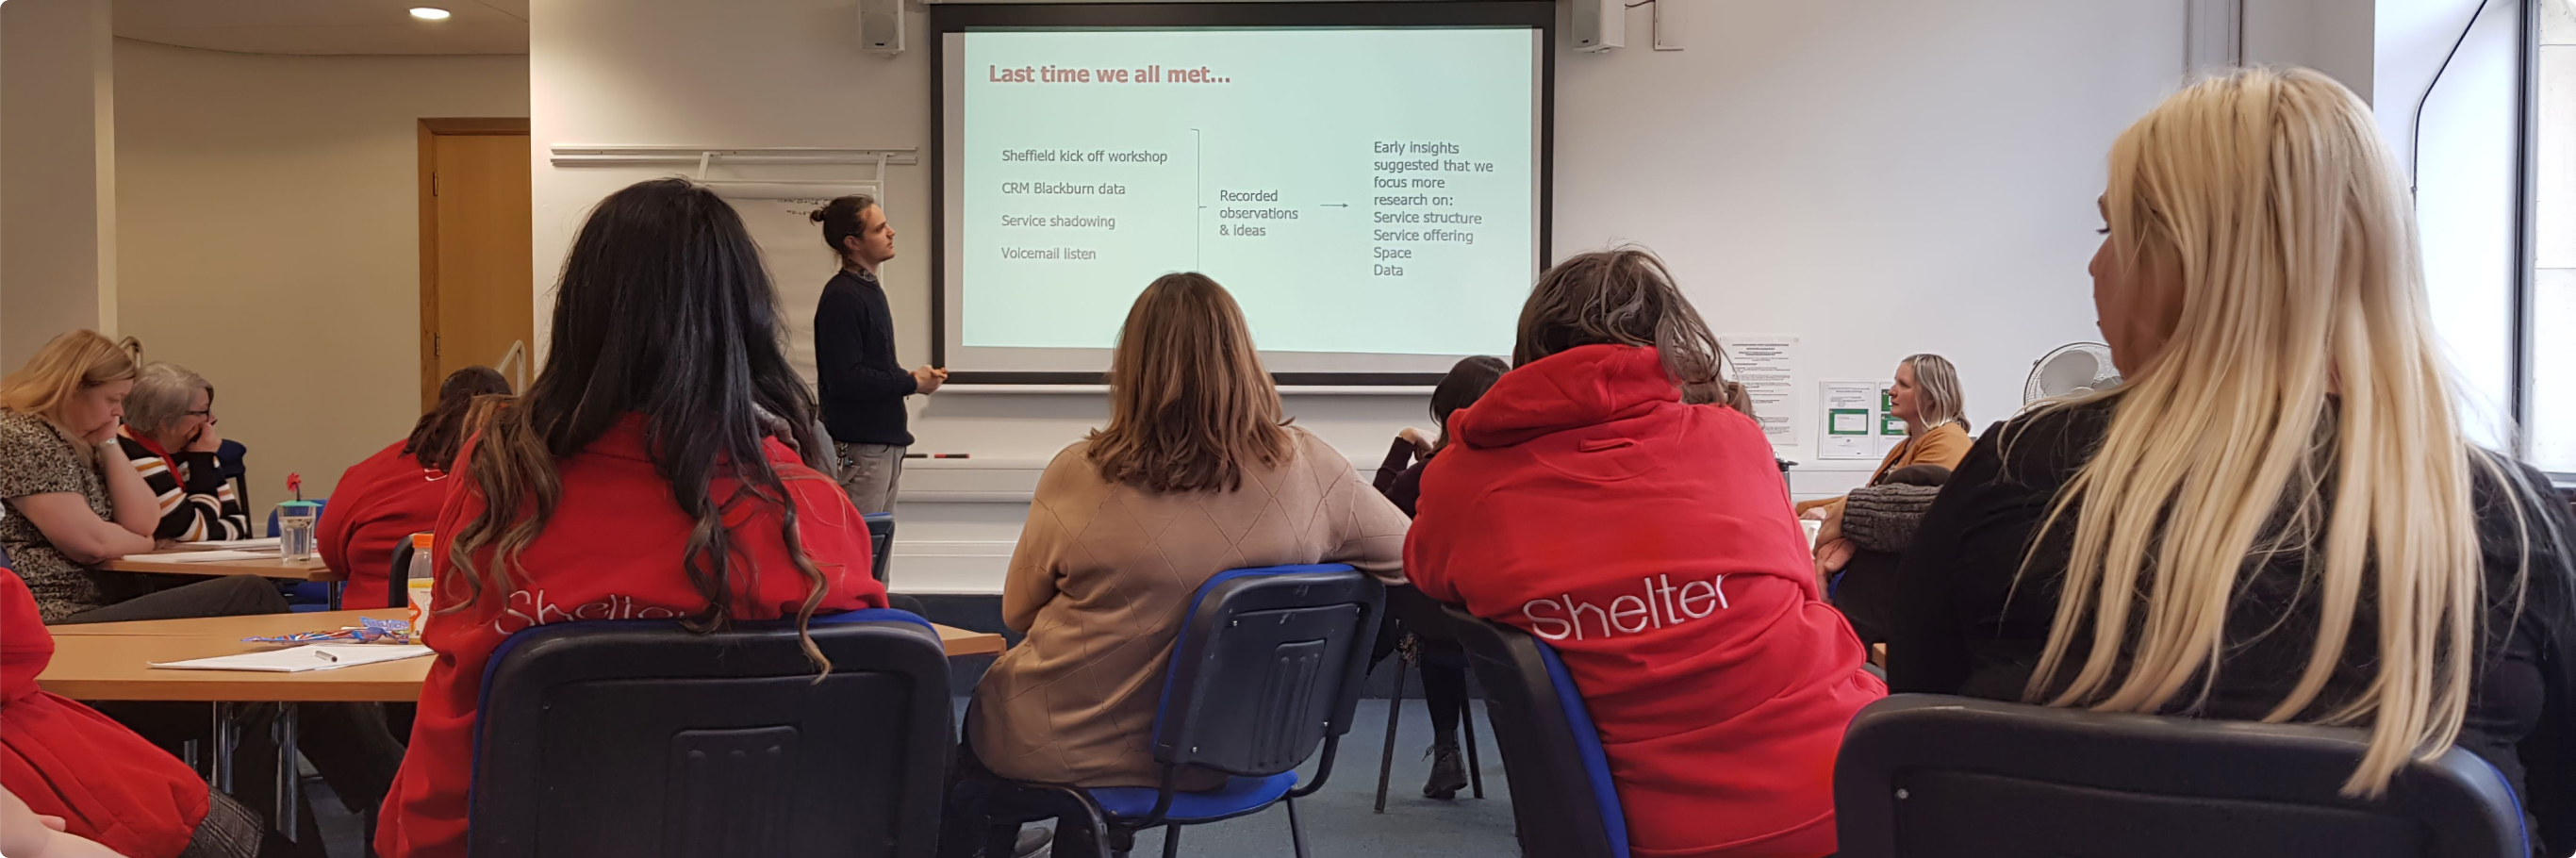 Last time we all met...
Sheffield kick off workshop
CRM Blackburn data
Service shadowing
Voicemail listen
Recorded
observations
& ideas
Early insights
suggested that we
focus more
research on:
Service structure
Service offering
Space
Data
Shelter
Shelter